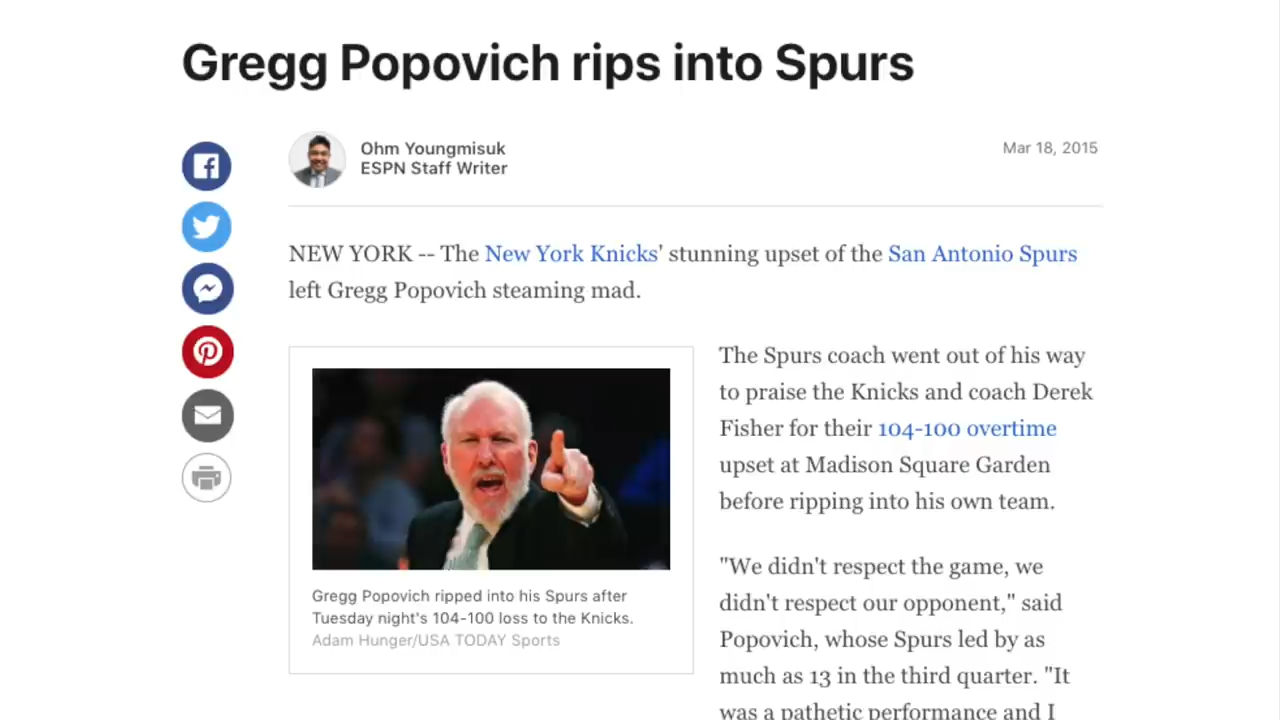 Gregg Popovich rips into Spurs
Ohm Youngmisuk
ESPN Staff Writer
Mar 18, 2015
NEW YORK -- The New York Knicks' stunning upset of the San Antonio Spurs
left Gregg Popovich steaming mad.
Gregg Popovich ripped into his Spurs after
Tuesday night's 104-100 loss to the Knicks.
Adam Hunger/USA TODAY Sports
The Spurs coach went out of his way
to praise the Knicks and coach Derek
Fisher for their 104-100 overtime
upset at Madison Square Garden
before ripping into his own team.
"We didn't respect the game, we
didn't respect our opponent," said
Popovich, whose Spurs led by as
much as 13 in the third quarter. "It
was a pathetic performance and I